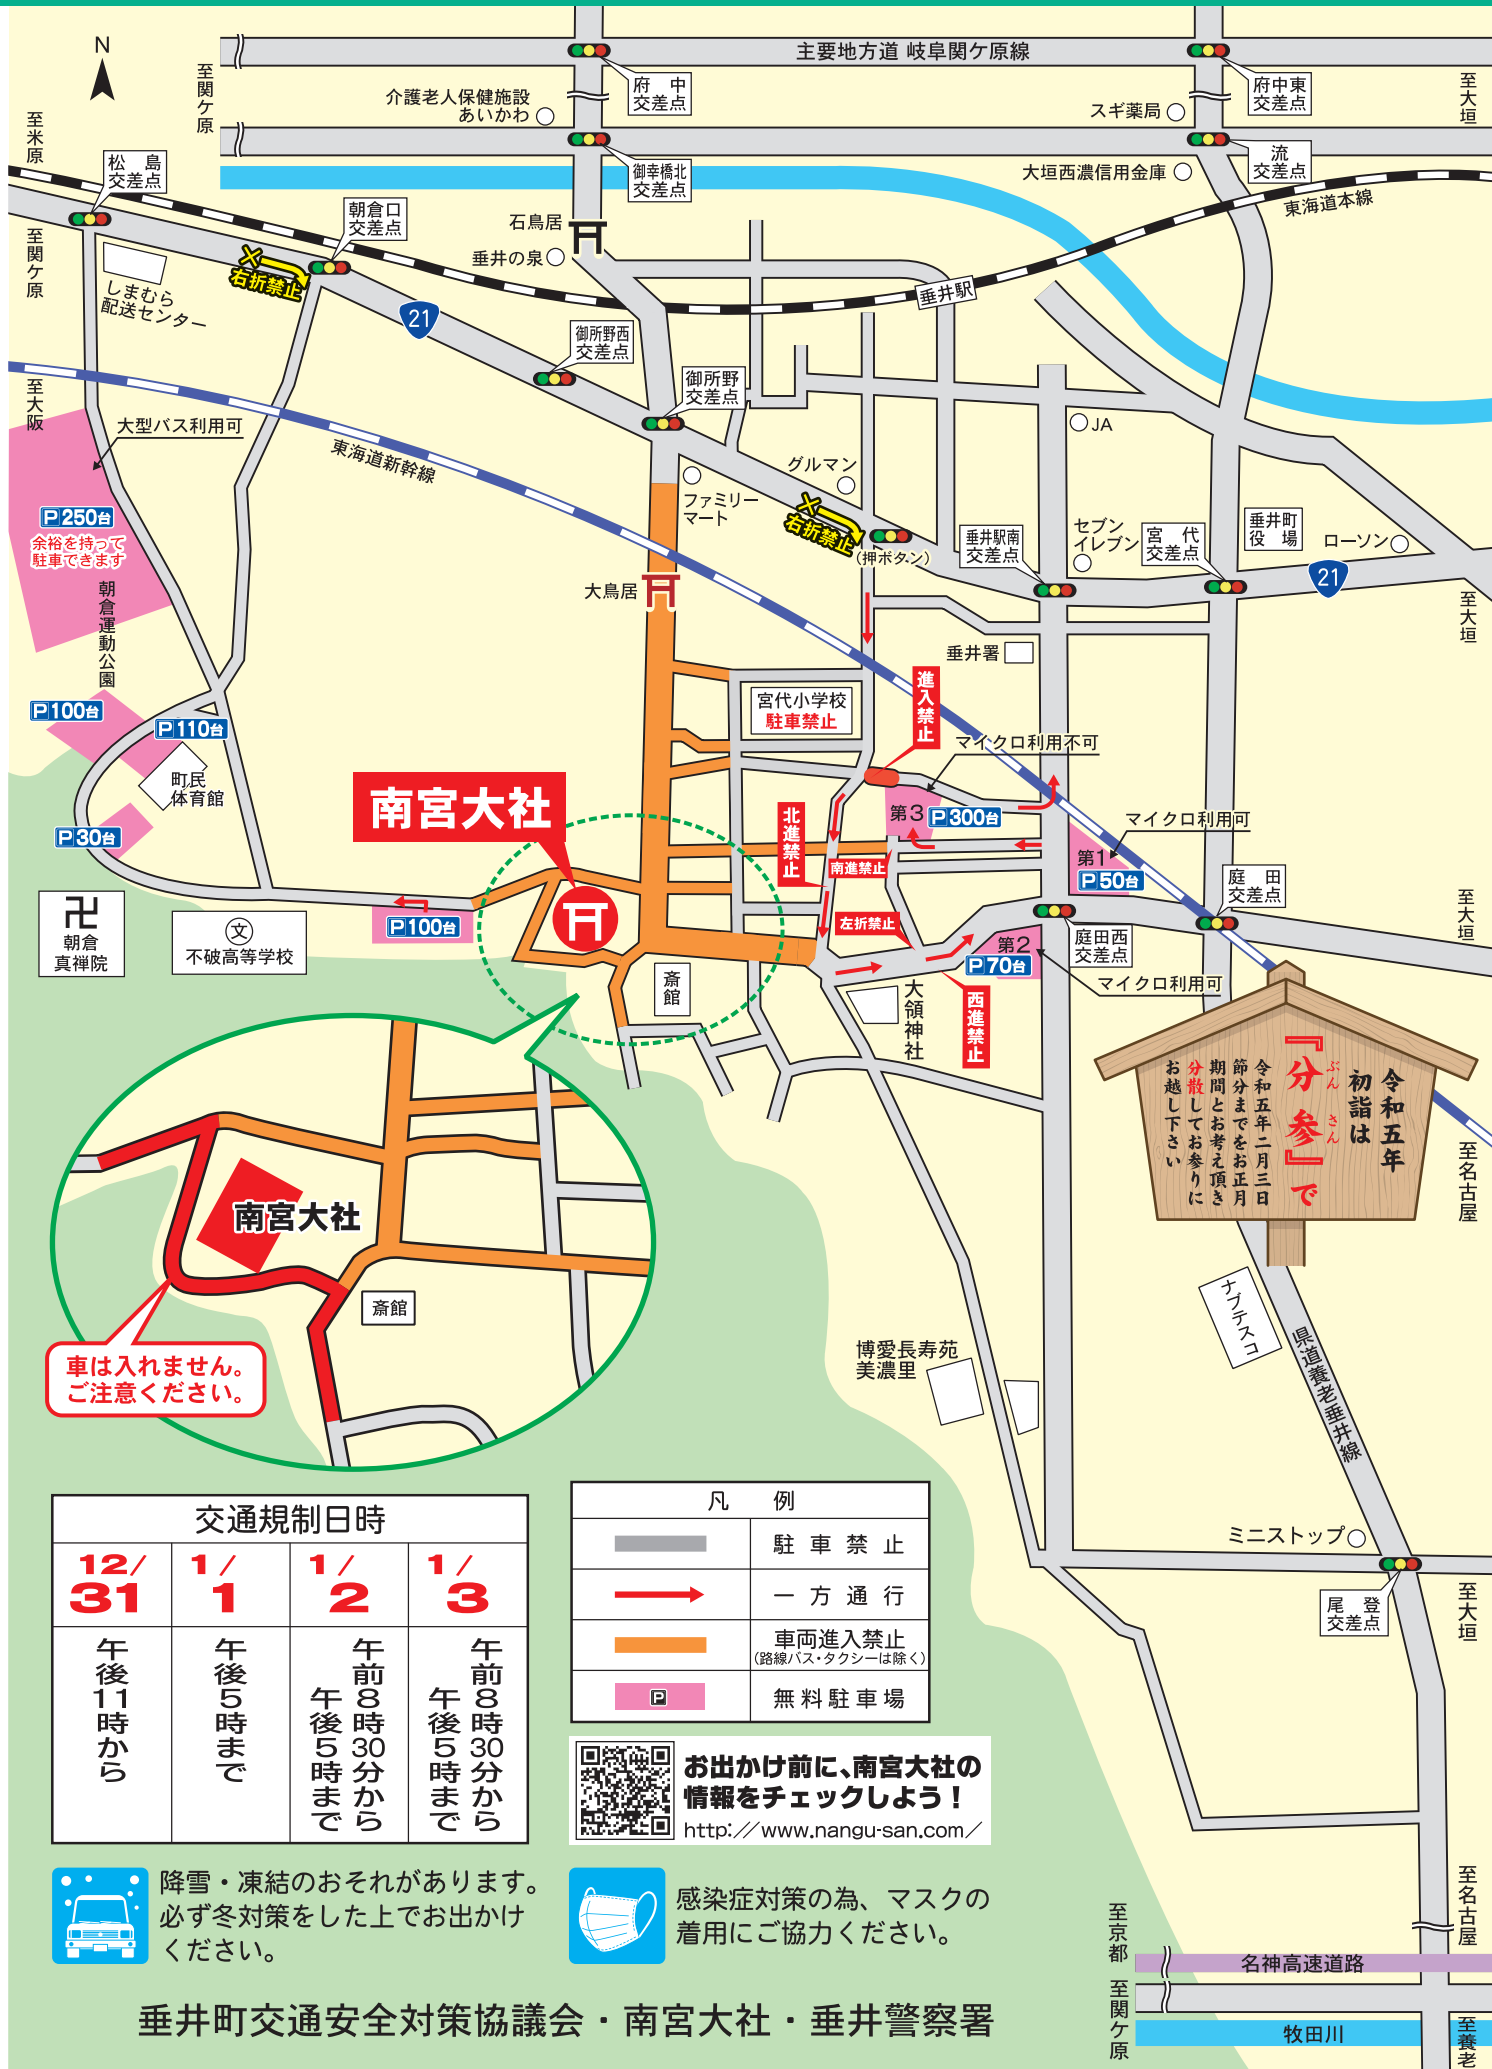 N
主要地方道 岐阜関ケ原線
至関ケ原
至大垣
府 中
交差点
府中東
交差点
介護老人保健施設
あいかわ
スギ薬局
至米原
松 島
交差点
御幸橋北
交差点
流
交差点
大垣西濃信用金庫
東海道本線
朝倉口
交差点
石鳥居
垂井の泉
至関ケ原
右折禁止
しまむら
配送センター
垂井駅
21
御所野西
交差点
御所野
交差点
至大阪
大型バス利用可
東海道新幹線
JA
グルマン
ファミリー
マート
右折禁止
(押ボタン)
垂井駅南
交差点
セブン
イレブン
宮 代
交差点
垂井町
役 場
ローソン
21
至大垣
P250台
余裕を持って
駐車できます
朝倉運動公園
大鳥居
垂井署
P100台
P110台
町民
体育館
P30台
宮代小学校
駐車禁止
進入禁止
マイクロ利用不可
南宮大社
北進禁止
第3
P300台
南進禁止
マイクロ利用可
第1
P50台
庭 田
交差点
至大垣
卍
朝倉
真禅院
文
不破高等学校
P100台
左折禁止
第2
P70台
庭田西
交差点
マイクロ利用可
斎館
大領神社
西進禁止
令和五年
初詣は
『分参』で
ぶん さん
令和五年二月三日
節分までをお正月
期間とお考え頂き
分散してお参りに
お越し下さい
至名古屋
南宮大社
斎館
車は入れません。
ご注意ください。
ナブテスコ
県道養老垂井線
博愛長寿苑
美濃里
ミニストップ
尾 登
交差点
至大垣
交通規制日時
12/31
1/1
1/2
1/3
午後11時から
午後5時まで
午前8時30分から
午後5時まで
午前8時30分から
午後5時まで
凡 例
駐車禁止
一方通行
車両進入禁止
(路線バス・タクシーは除く)
P
無料駐車場
お出かけ前に、南宮大社の
情報をチェックしよう！
http://www.nangu-san.com/
降雪・凍結のおそれがあります。
必ず冬対策をした上でお出かけ
ください。
感染症対策の為、マスクの
着用にご協力ください。
至名古屋
至京都
名神高速道路
至関ケ原
牧田川
至養老
垂井町交通安全対策協議会・南宮大社・垂井警察署